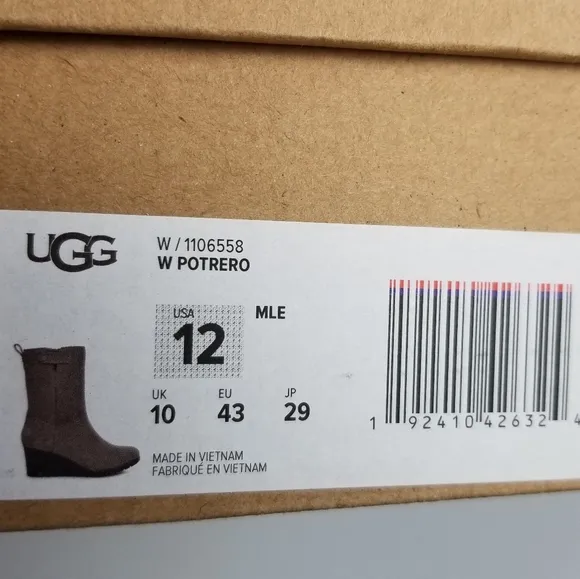 UGG
W / 1106558
W POTRERO
USA
12
MLE
UK EU JP
10 43 29
MADE IN VIETNAM
FABRIQUÉ EN VIETNAM
1 92410 42632 4